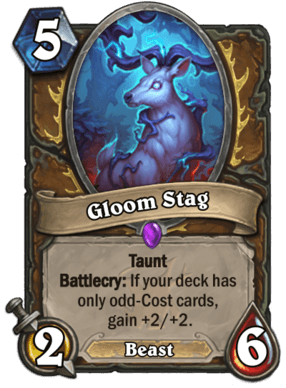 5
Gloom Stag
Taunt
Battlecry: If your deck has
only odd-Cost cards,
gain +2/+2.
2
Beast
6